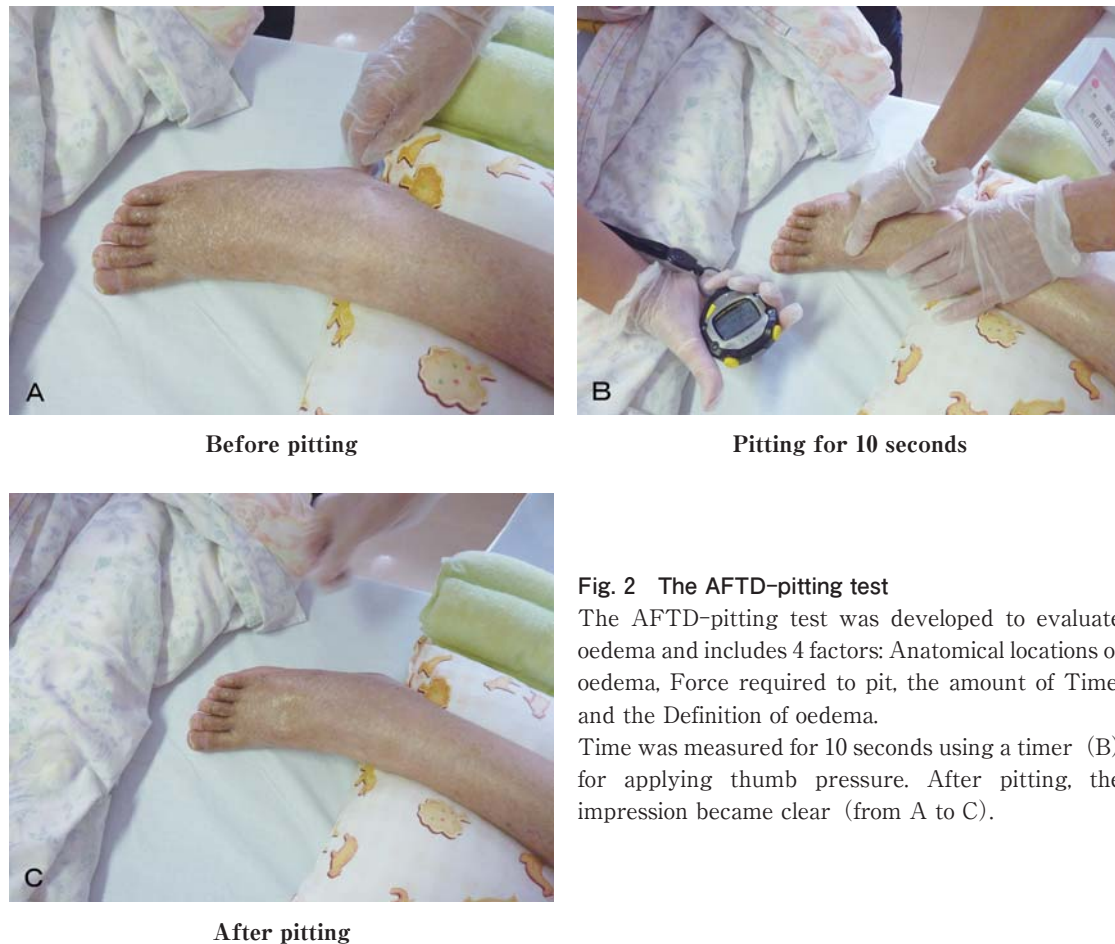 A
Before pitting
B
Pitting for 10 seconds
C
After pitting
Fig. 2 The AFTD-pitting test
The AFTD-pitting test was developed to evaluate
oedema and includes 4 factors: Anatomical locations o
oedema, Force required to pit, the amount of Time
and the Definition of oedema.
Time was measured for 10 seconds using a timer (B)
for applying thumb pressure. After pitting, the
impression became clear (from A to C).